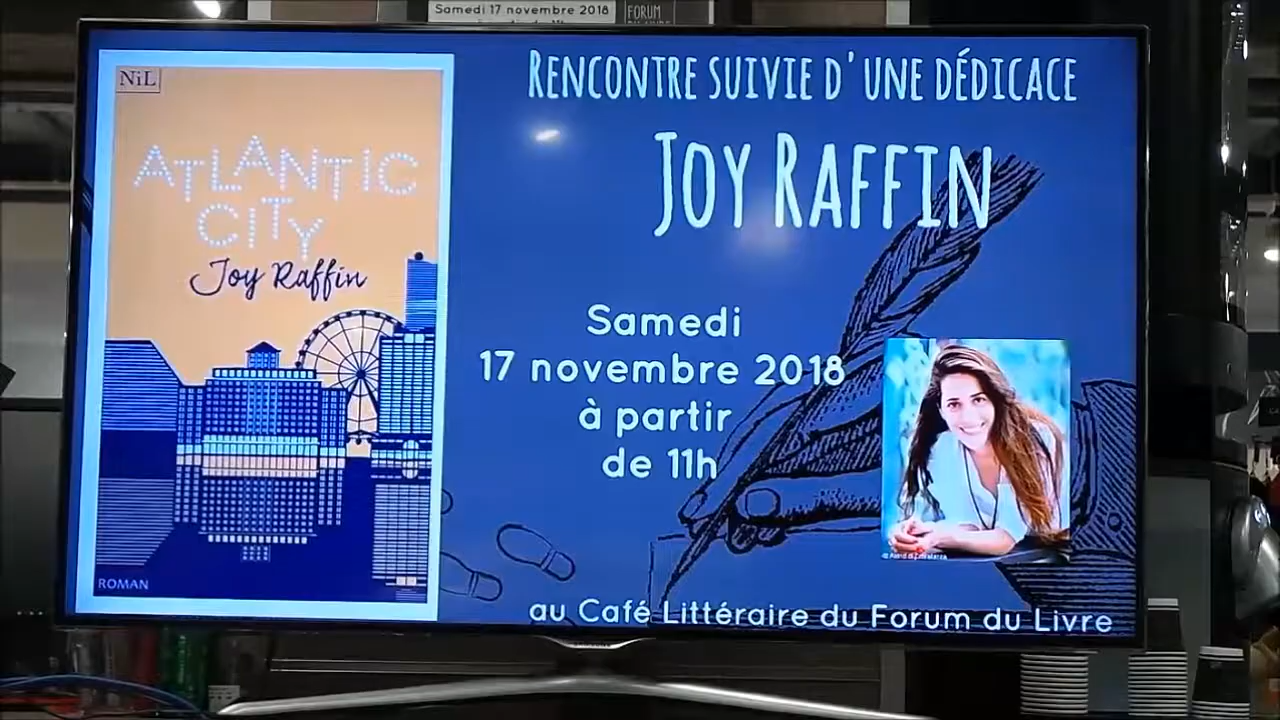 Samedi 17 novembre 2018
FORUM
NiL
ATLANTIC
CITY
Joy Raffin
ROMAN
RENCONTRE SUIVIE D'UNE DÉDICACE
JOY RAFFIN
Samedi
17 novembre 2018
à partir
de 11h
au Café Littéraire du Forum du Livre